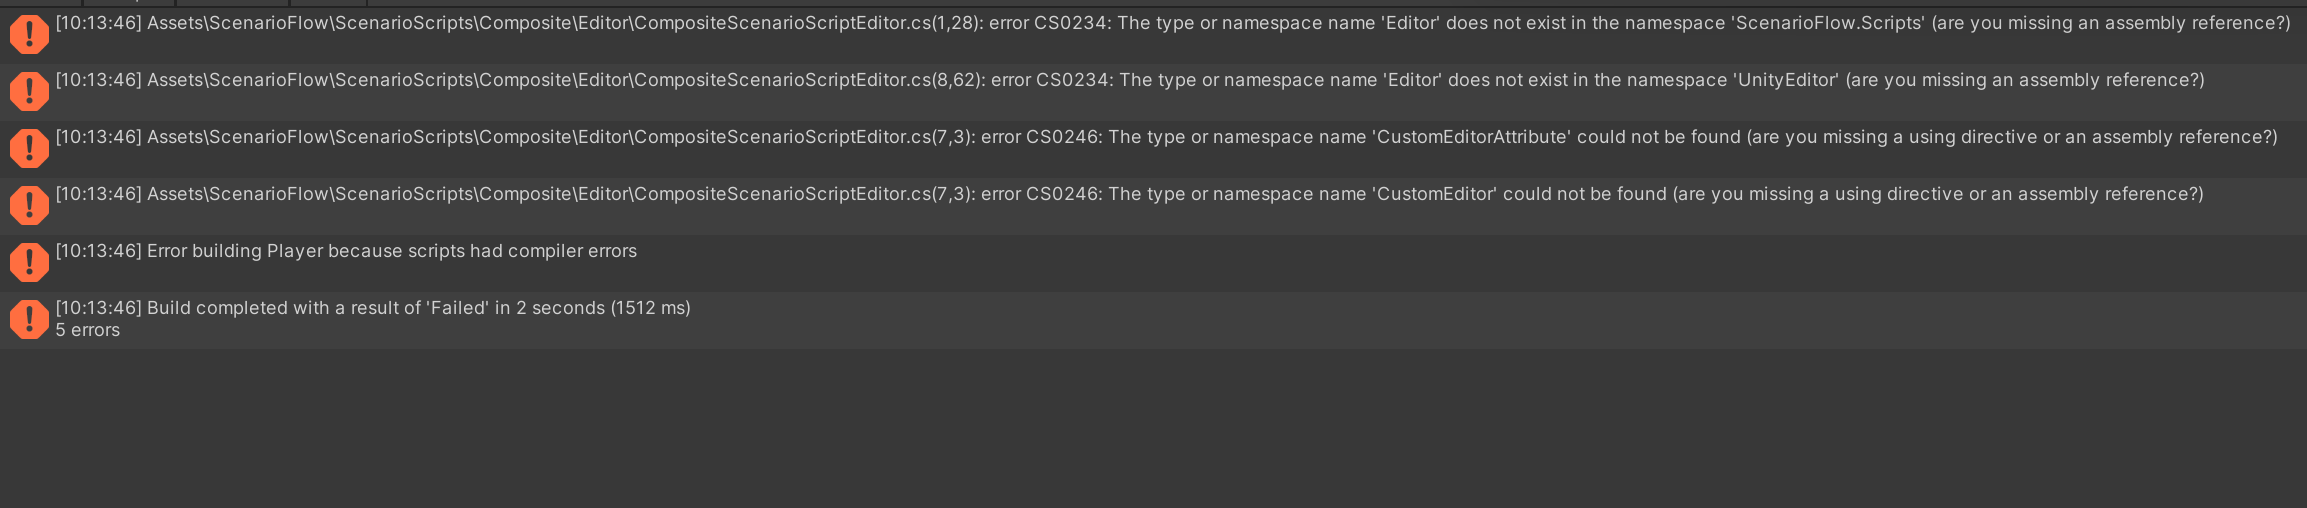 [10:13:46] Assets\ScenarioFlow\ScenarioScripts\Composite\Editor\CompositeScenarioScriptEditor.cs(1,28): error CS0234: The type or namespace name 'Editor' does not exist in the namespace 'ScenarioFlow.Scripts' (are you missing an assembly reference?)
[10:13:46] Assets\ScenarioFlow\ScenarioScripts\Composite\Editor\CompositeScenarioScriptEditor.cs(8,62): error CS0234: The type or namespace name 'Editor' does not exist in the namespace 'UnityEditor' (are you missing an assembly reference?)
[10:13:46] Assets\ScenarioFlow\ScenarioScripts\Composite\Editor\CompositeScenarioScriptEditor.cs(7,3): error CS0246: The type or namespace name 'CustomEditorAttribute' could not be found (are you missing a using directive or an assembly reference?)
[10:13:46] Assets\ScenarioFlow\ScenarioScripts\Composite\Editor\CompositeScenarioScriptEditor.cs(7,3): error CS0246: The type or namespace name 'CustomEditor' could not be found (are you missing a using directive or an assembly reference?)
[10:13:46] Error building Player because scripts had compiler errors
[10:13:46] Build completed with a result of 'Failed' in 2 seconds (1512 ms)
5 errors